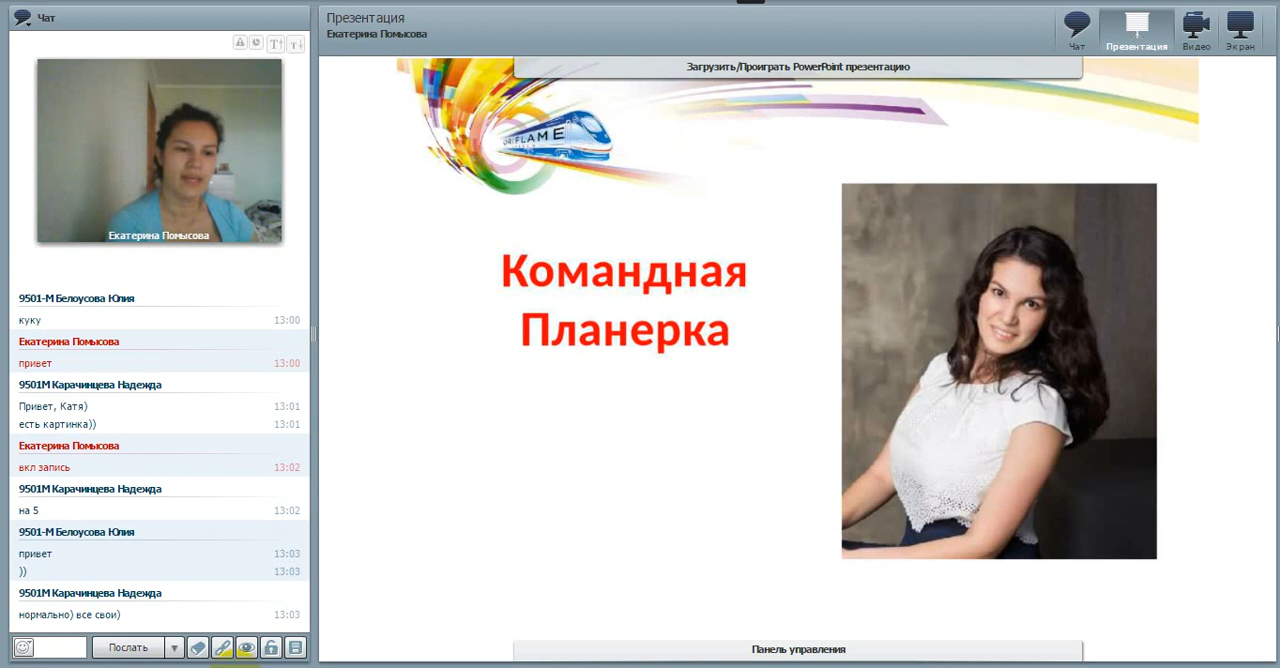 Чат
Екатерина Помысова
9501-М Белоусова Юлия
куку 13:00
Екатерина Помысова
привет 13:00
9501М Карачинцева Надежда
Привет, Катя) 13:01
есть картинка)) 13:01
Екатерина Помысова
вкл запись 13:02
9501М Карачинцева Надежда
на 5 13:02
9501-М Белоусова Юлия
привет 13:03
)) 13:03
9501М Карачинцева Надежда
нормально) все свои) 13:03
Послать
Презентация
Екатерина Помысова
Чат
Презентация
Видео
Экран
Загрузить/Проиграть PowerPoint презентацию
ORIFLAME
Командная
Планерка
Панель управления